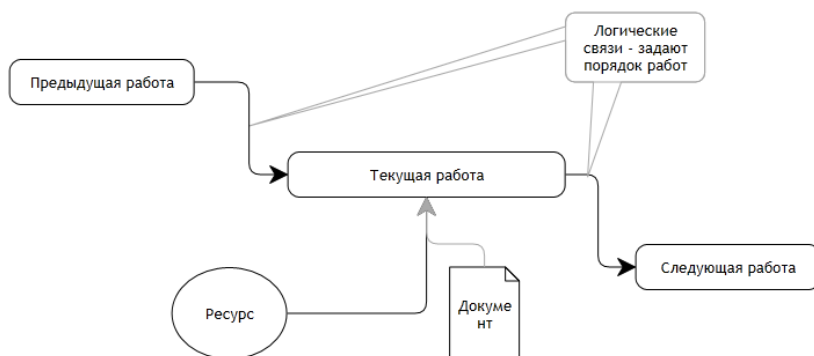 Логические
связи - задают
порядок работ
Предыдущая работа
Текущая работа
Следующая работа
Ресурс
Докуме
нт